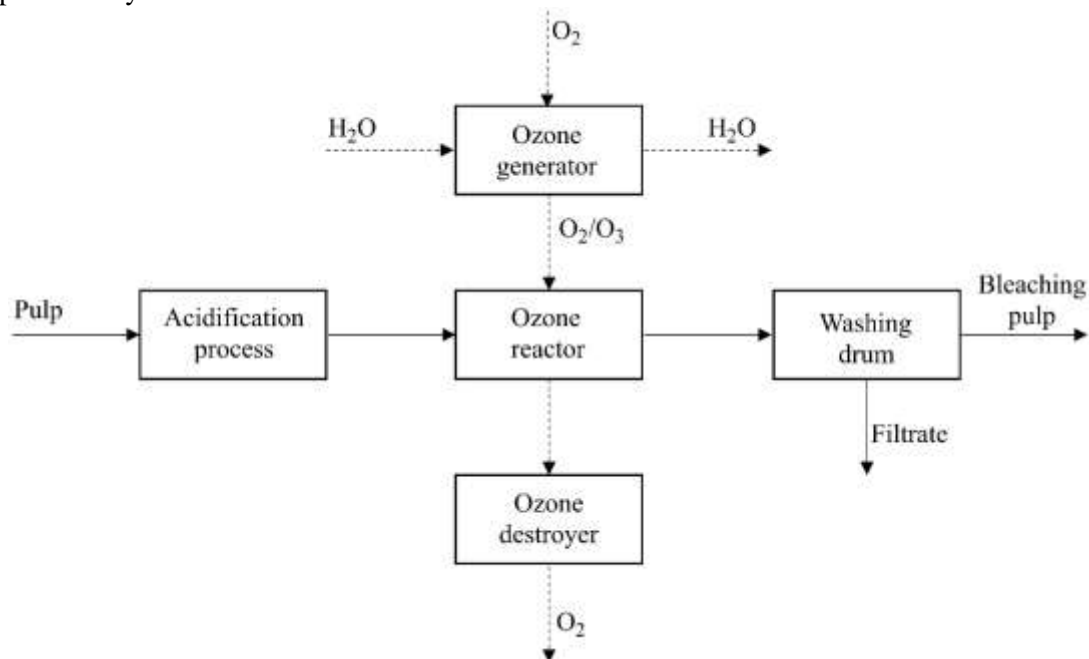 O2
H2O
Ozone
generator
H2O
O2/O3
Pulp
Acidification
process
Ozone
reactor
Washing
drum
Bleaching
pulp
Filtrate
Ozone
destroyer
O2